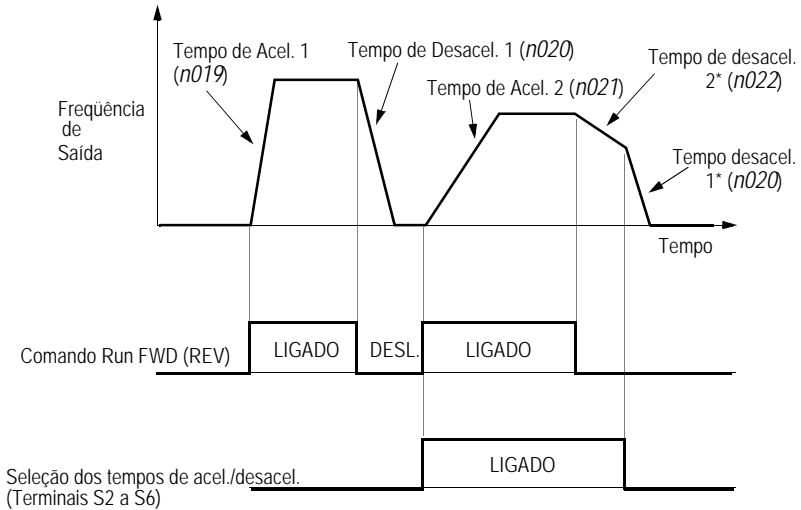 Tempo de Acel. 1
(n019)
Tempo de Desacel. 1 (n020)
Tempo de Acel. 2 (n021)
Tempo de desacel.
2* (n022)
Freqüência
de
Saída
Tempo desacel.
1* (n020)
Tempo
Comando Run FWD (REV)
LIGADO
DESL.
LIGADO
LIGADO
Seleção dos tempos de acel./desacel.
(Terminais S2 a S6)